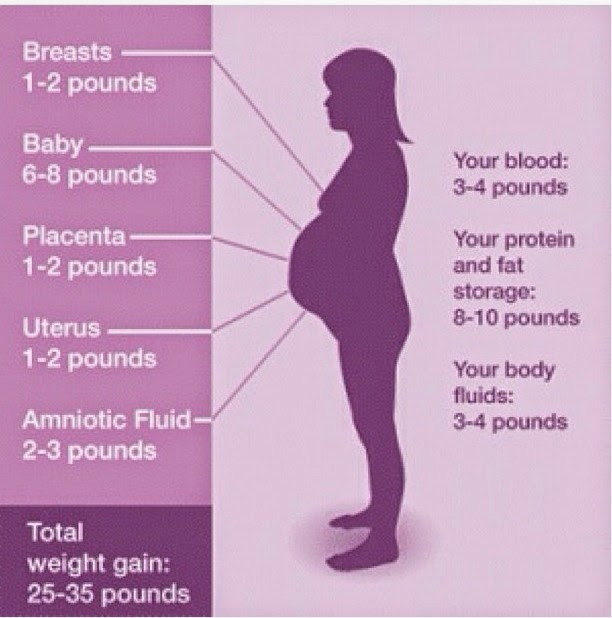 Breasts
1-2 pounds
Baby
6-8 pounds
Placenta
1-2 pounds
Uterus
1-2 pounds
Amniotic Fluid
2-3 pounds
Total
weight gain:
25-35 pounds
Your blood:
3-4 pounds
Your protein
and fat
storage:
8-10 pounds
Your body
fluids:
3-4 pounds